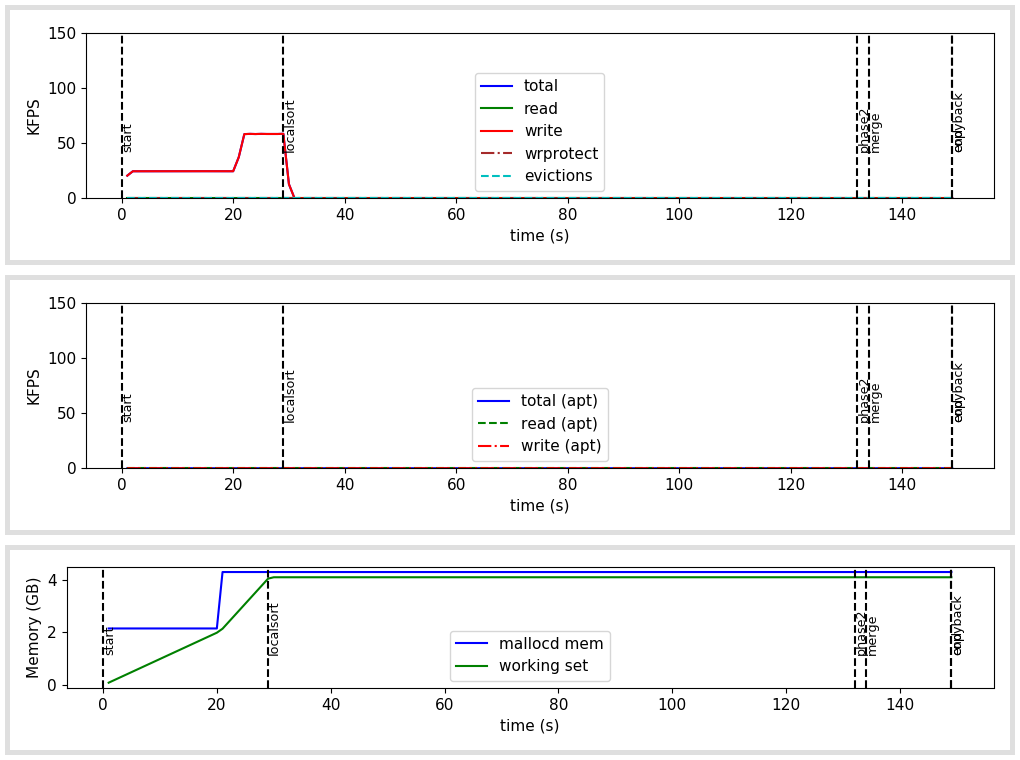 150
100
50
0
KFPS
start
localsort
phase2
merge
copyback
total
read
write
wrprotect
evictions
0 20 40 60 80 100 120 140
time (s)
150
100
50
0
KFPS
start
localsort
phase2
merge
copyback
total (apt)
read (apt)
write (apt)
0 20 40 60 80 100 120 140
time (s)
4
2
0
Memory (GB)
start
localsort
phase2
merge
copyback
mallocd mem
working set
0 20 40 60 80 100 120 140
time (s)